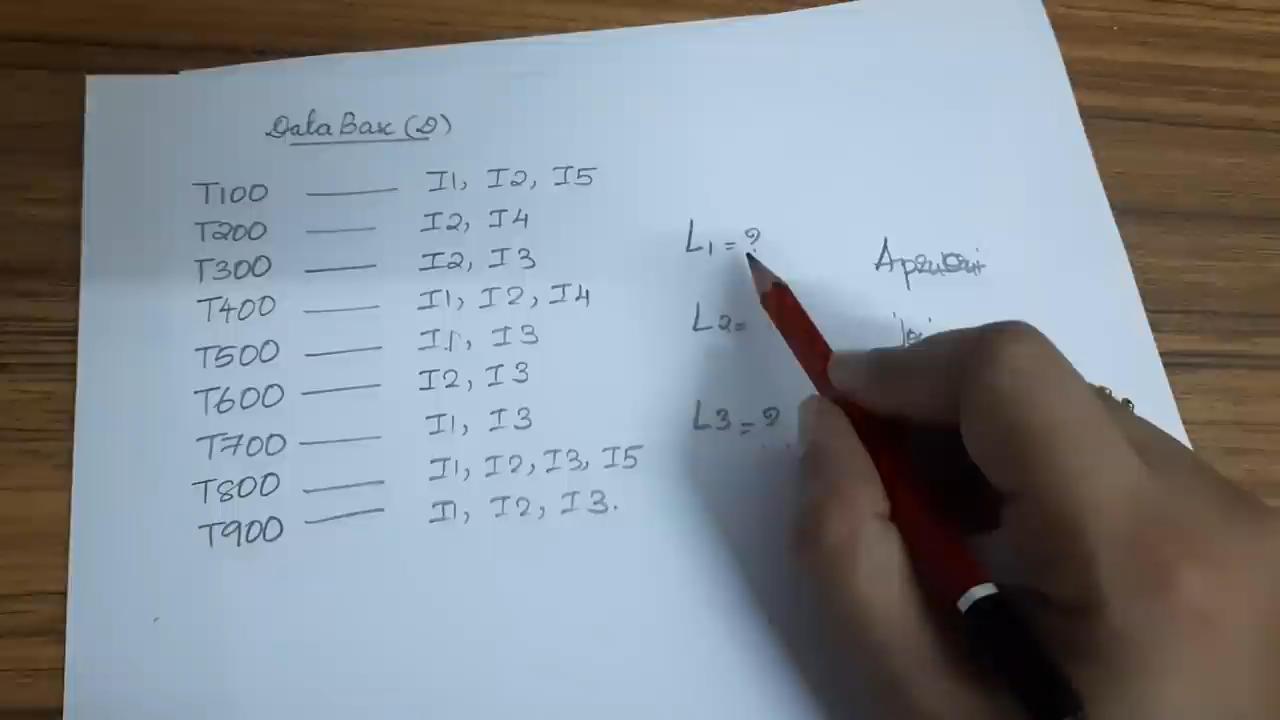 DataBase (D)
T100 —— I1, I2, I5
T200 —— I2, I4
T300 —— I2, I3
T400 —— I1, I2, I4
T500 —— I1, I3
T600 —— I2, I3
T700 —— I1, I3
T800 —— I1, I2, I3, I5
T900 —— I1, I2, I3.
L1 = ?
L2 =
L3 = ?